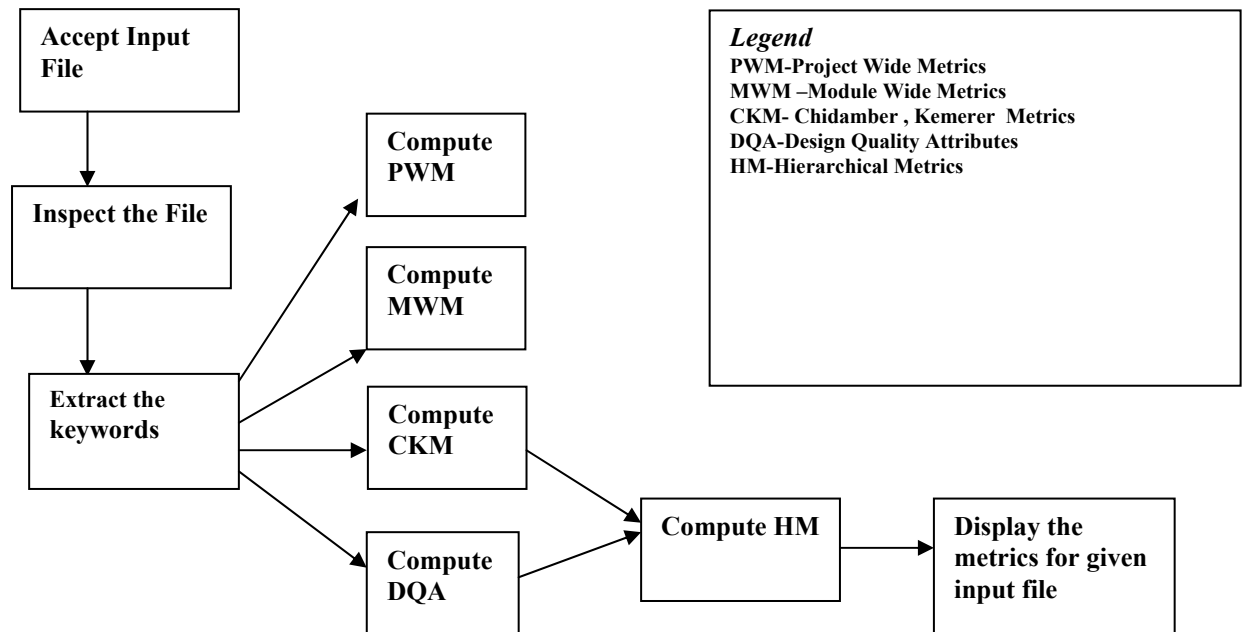 Accept Input
File
Inspect the File
Extract the
keywords
Compute
PWM
Compute
MWM
Compute
CKM
Compute
DQA
Compute HM
Display the
metrics for given
input file
Legend
PWM-Project Wide Metrics
MWM –Module Wide Metrics
CKM- Chidamber , Kemerer Metrics
DQA-Design Quality Attributes
HM-Hierarchical Metrics